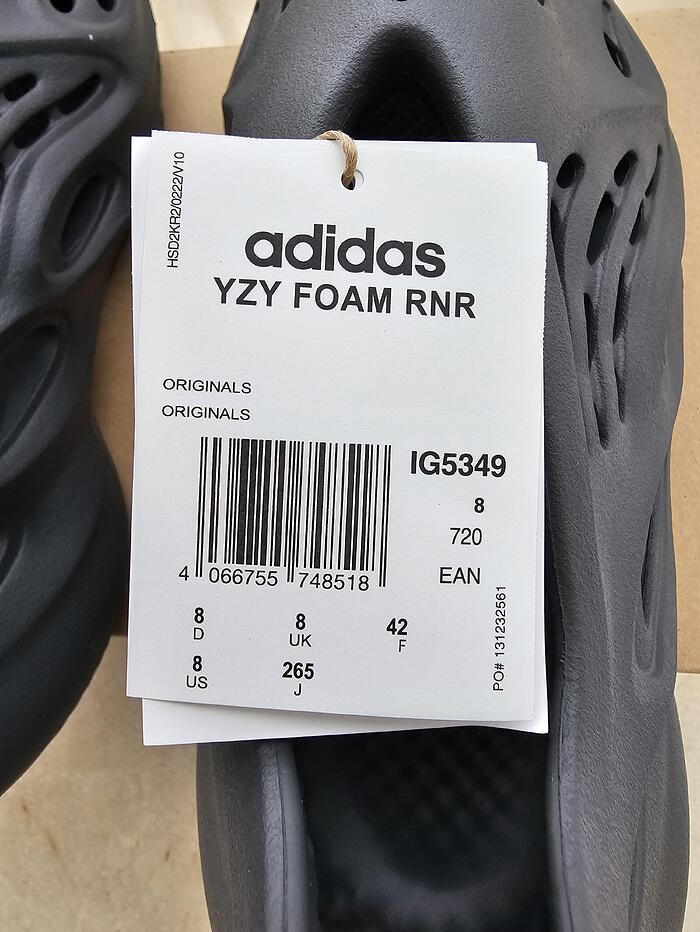 HSD2KR2/0222/V10
adidas
YZY FOAM RNR
ORIGINALS
ORIGINALS
IG5349
8
720
EAN
4 066755 748518
8 8 42
D UK F
8 265
US J
PO# 131232561